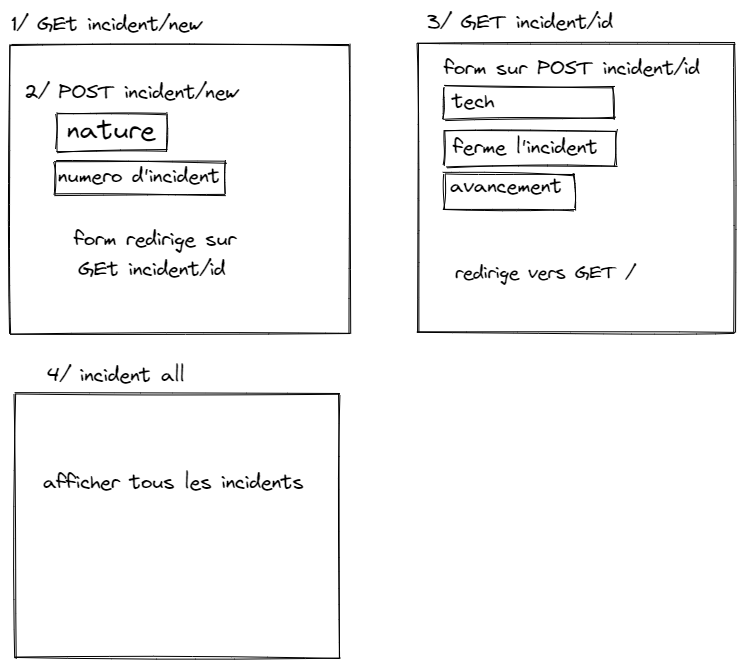 1/ GEt incident/new
2/ POST incident/new
nature
numero d'incident
form redirige sur
GEt incident/id
3/ GET incident/id
form sur POST incident/id
tech
ferme l'incident
avancement
redirige vers GET /
4/ incident all
afficher tous les incidents